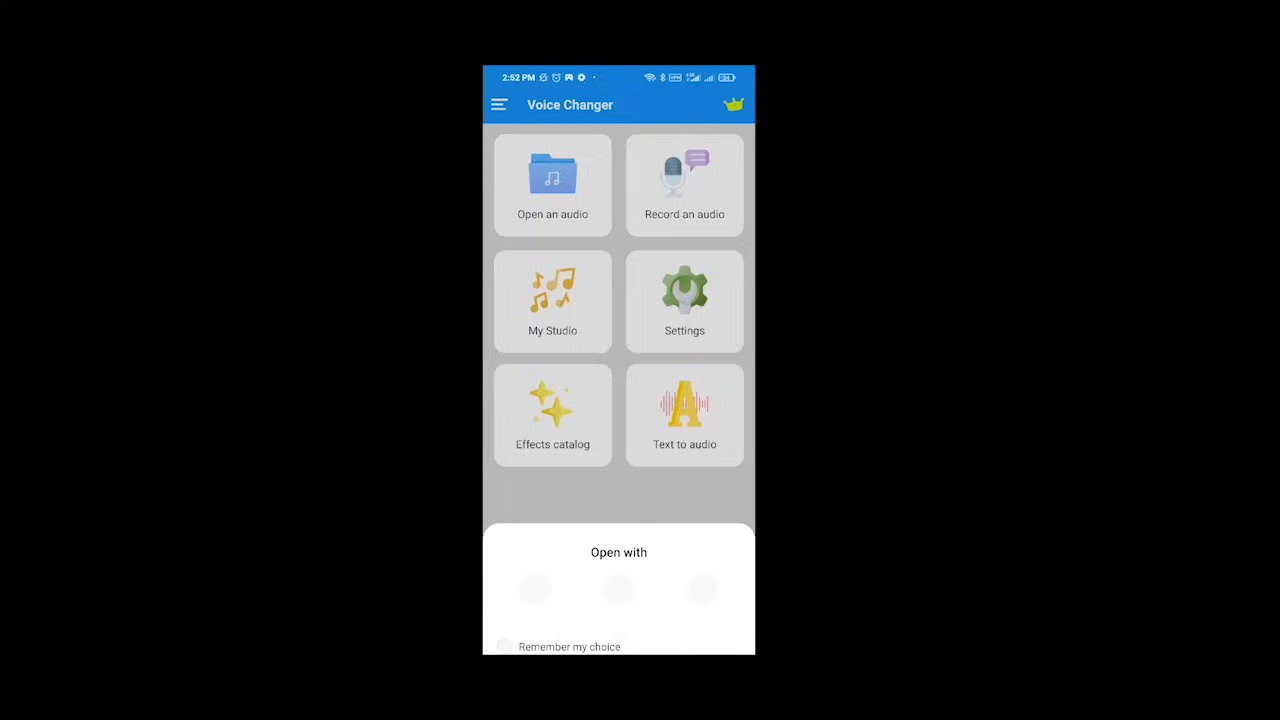 2:52 PM
Voice Changer
Open an audio
Record an audio
My Studio
Settings
Effects catalog
Text to audio
Open with
Remember my choice